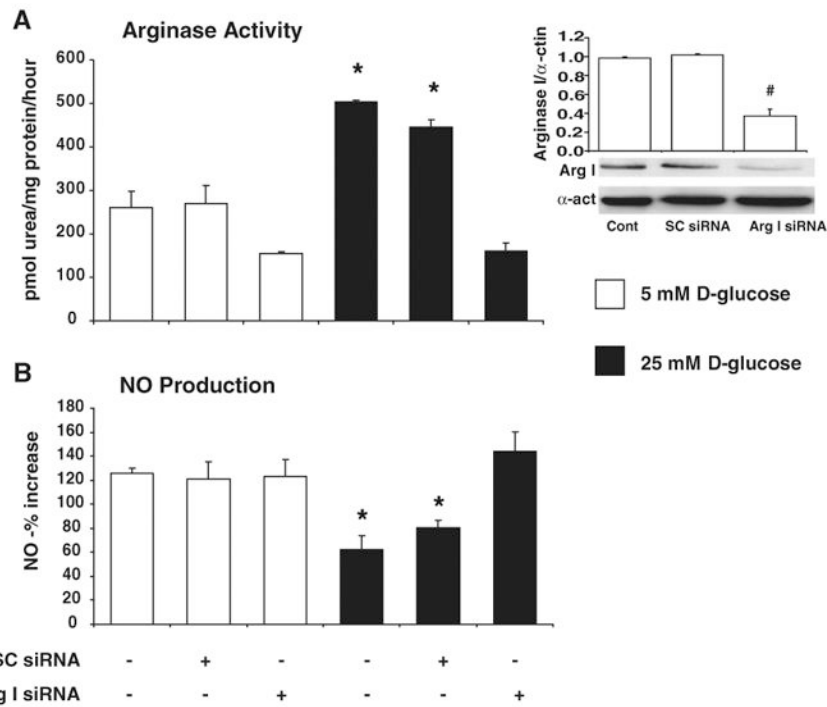 A
Arginase Activity
pmol urea/mg protein/hour
600
500
400
300
200
100
0
*
*
Arginase I/α-ctin
1.2
1.0
0.8
0.6
0.4
0.2
0.0
#
Arg I
α-act
Cont SC siRNA Arg I siRNA
5 mM D-glucose
25 mM D-glucose
B
NO Production
NO -% increase
180
160
140
120
100
80
60
40
20
0
*
*
SC siRNA - + - - + -
g I siRNA - - + - - +